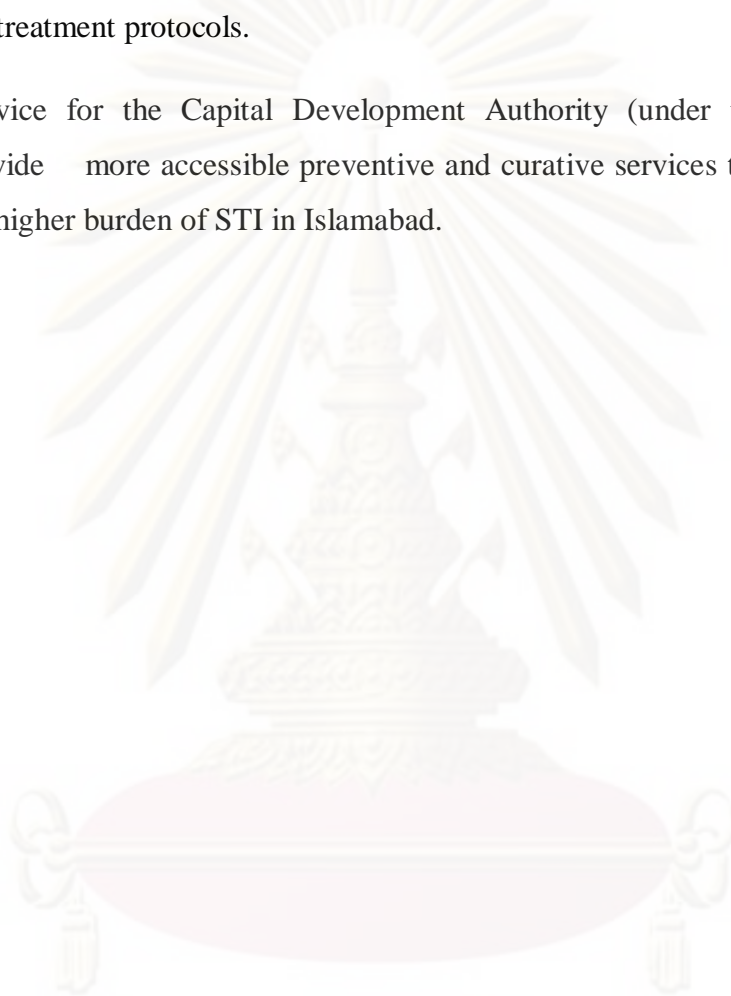 treatment protocols.
vice for the Capital Development Authority (under
vide more accessible preventive and curative services
higher burden of STI in Islamabad.